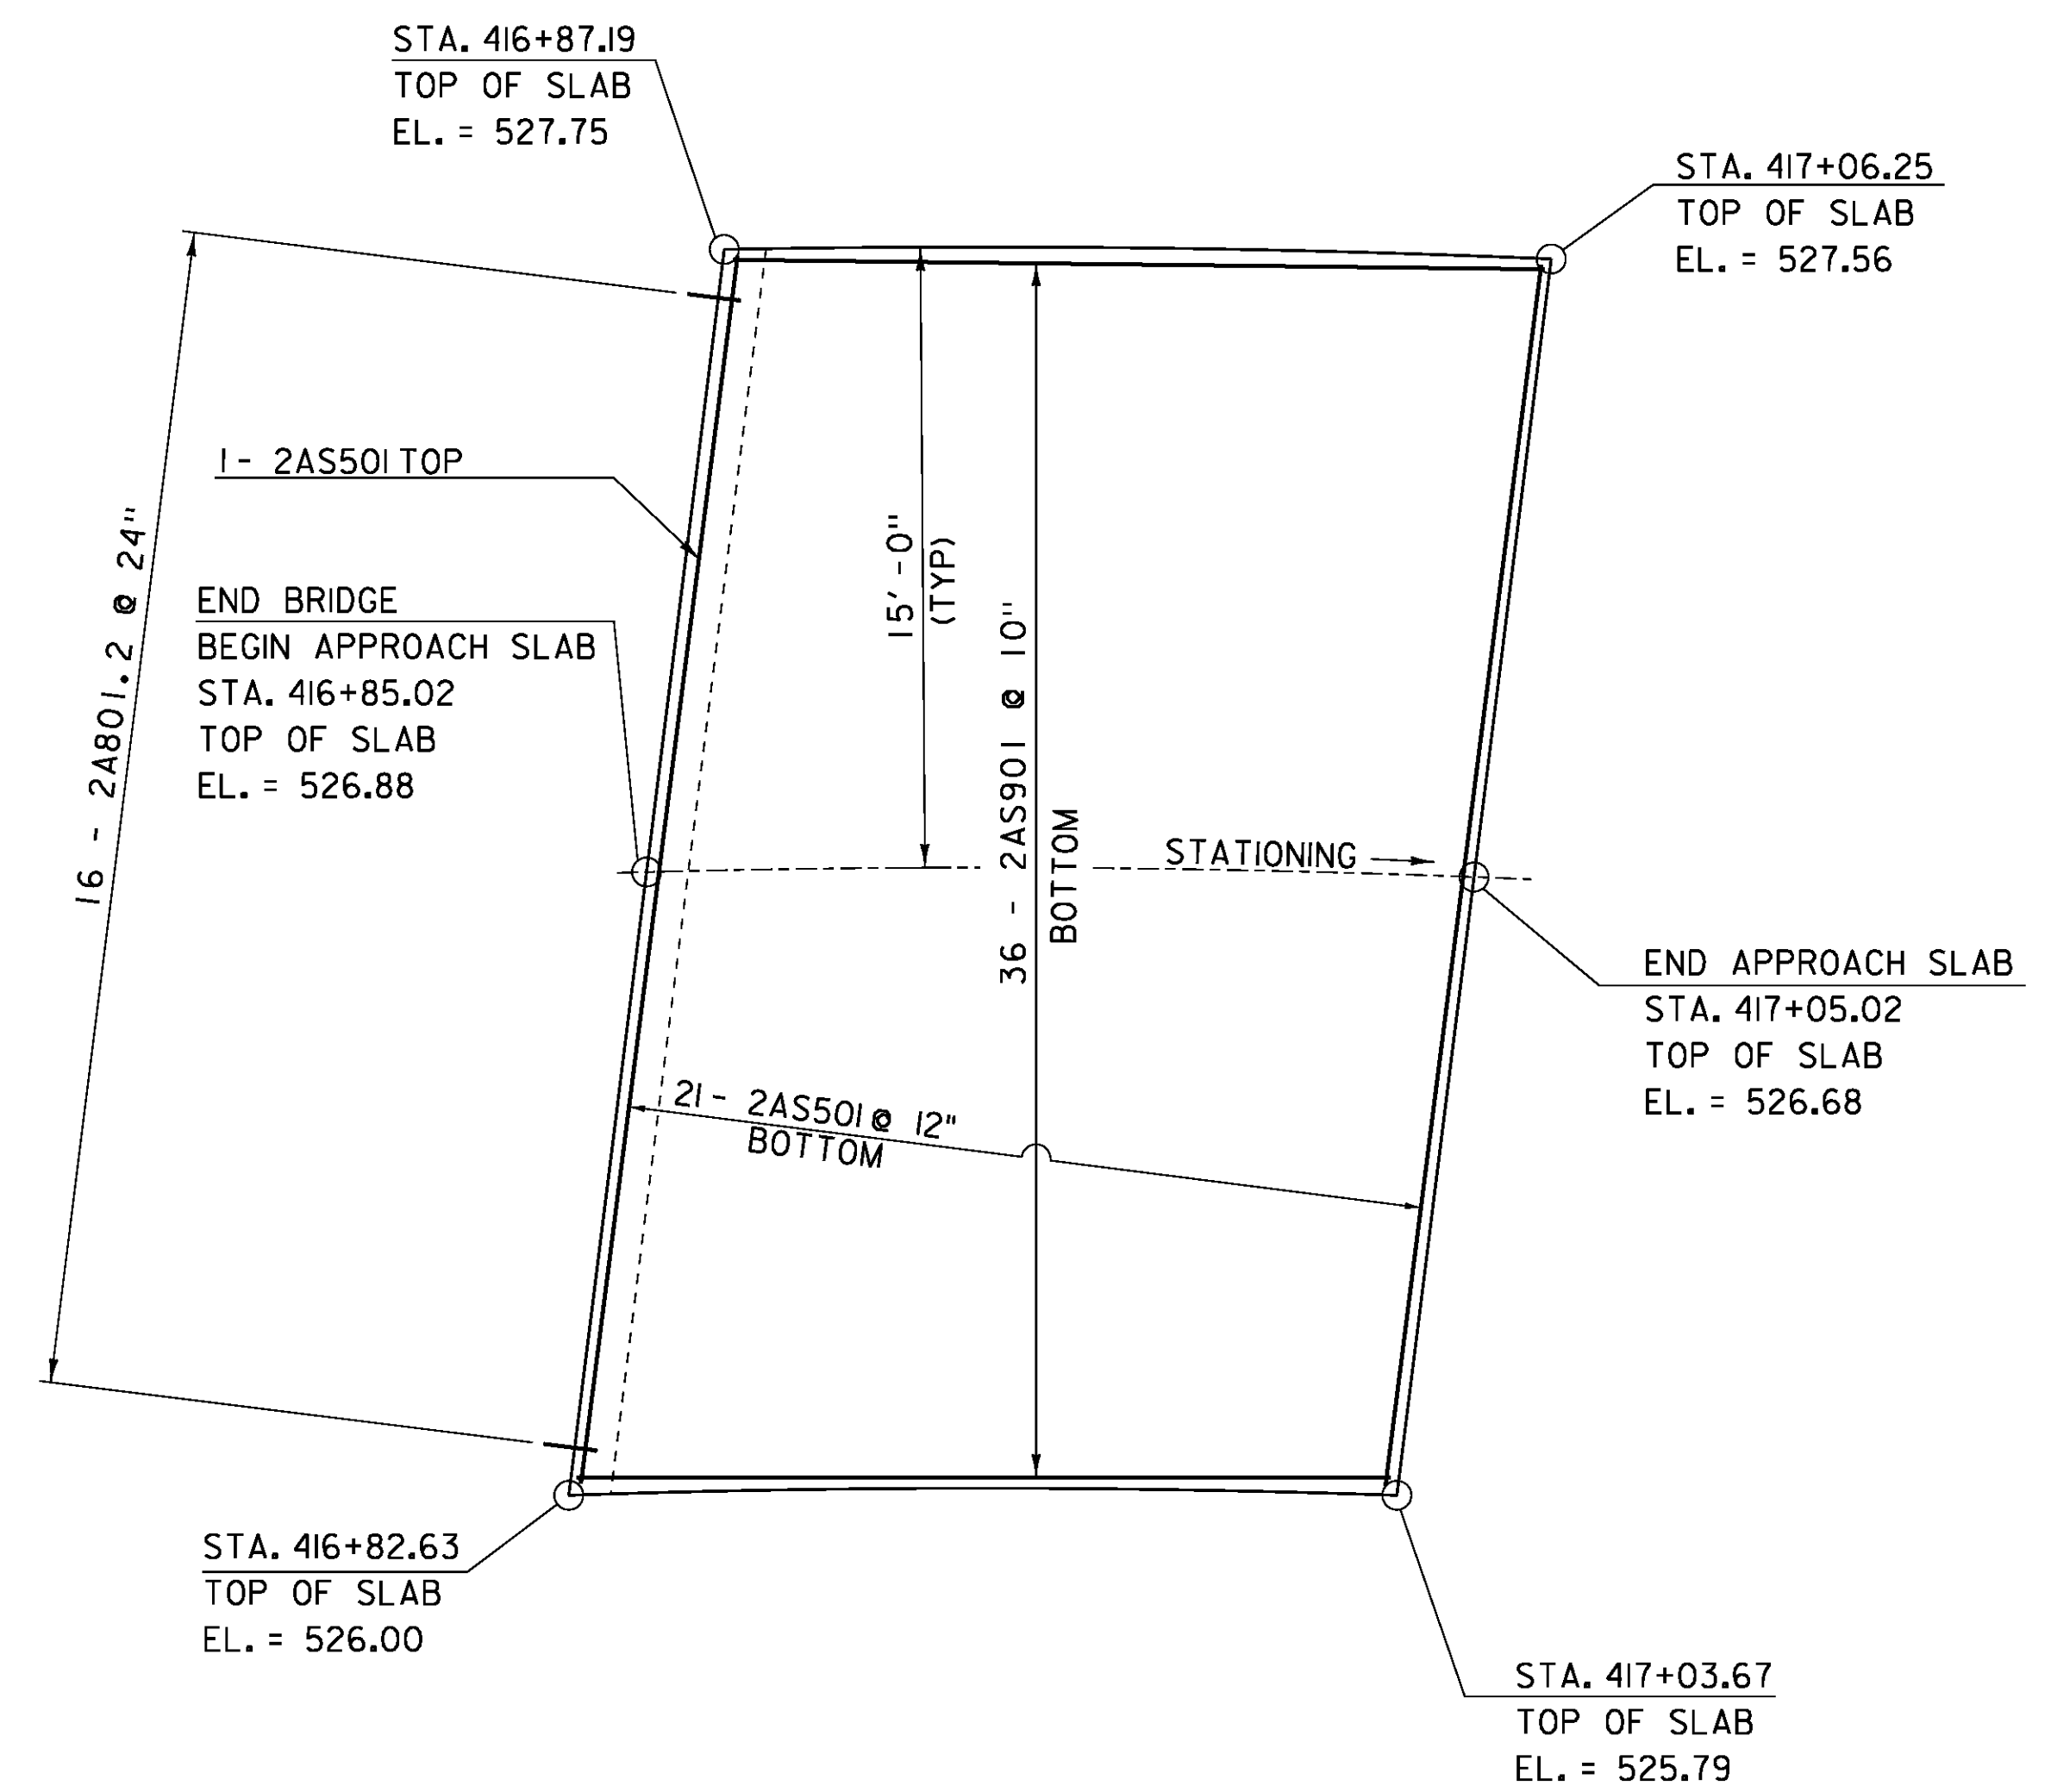 STA. 416+87.19
TOP OF SLAB
EL. = 527.75
STA. 417+06.25
TOP OF SLAB
EL. = 527.56
1- 2AS501 TOP
16 - 2A801.2 @ 24"
END BRIDGE
BEGIN APPROACH SLAB
STA. 416+85.02
TOP OF SLAB
EL. = 526.88
15'-0"
(TYP)
36 - 2AS901 @ 10"
BOTTOM
STATIONING
END APPROACH SLAB
STA. 417+05.02
TOP OF SLAB
EL. = 526.68
21- 2AS501 @ 12"
BOTTOM
STA. 416+82.63
TOP OF SLAB
EL. = 526.00
STA. 417+03.67
TOP OF SLAB
EL. = 525.79